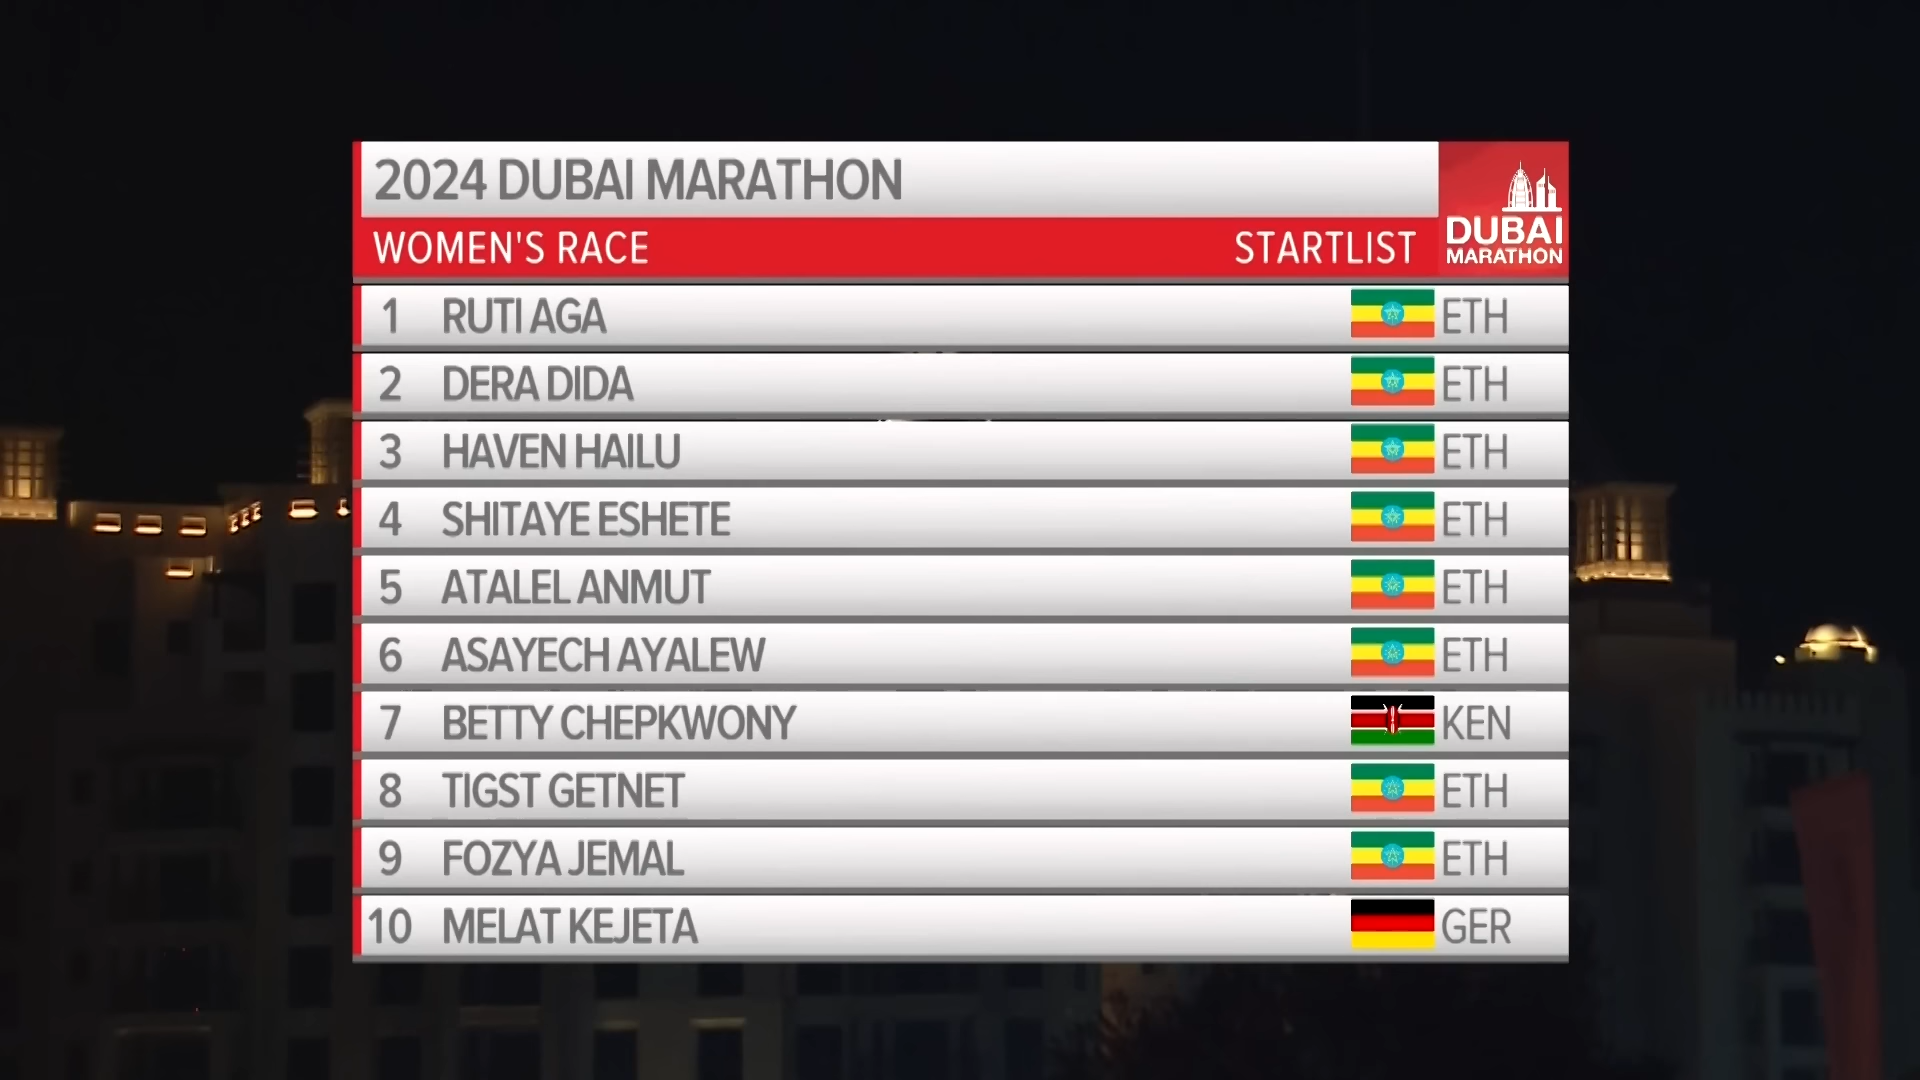 2024 DUBAI MARATHON
WOMEN'S RACE STARTLIST
DUBAI
MARATHON
1 RUTI AGA ETH
2 DERA DIDA ETH
3 HAVEN HAILU ETH
4 SHITAYE ESHETE ETH
5 ATALEL ANMUT ETH
6 ASAYECH AYALEW ETH
7 BETTY CHEPKWONY KEN
8 TIGST GETNET ETH
9 FOZYA JEMAL ETH
10 MELAT KEJETA GER